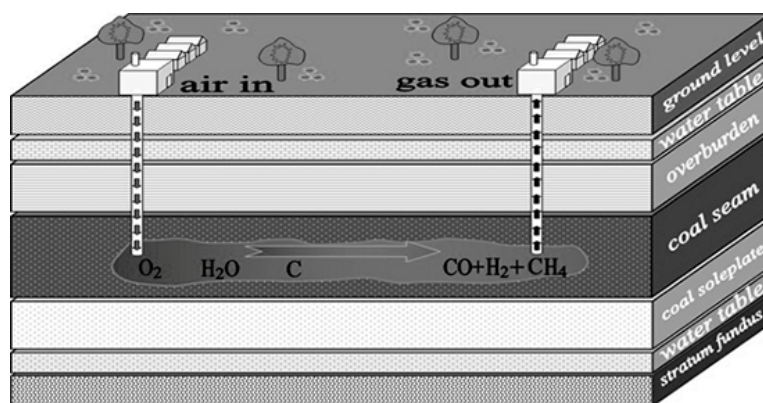 air in
gas out
ground level
water table
overburden
coal seam
O₂ H₂O C CO+H₂+CH₄
coal soleplate
water table
stratum fundus